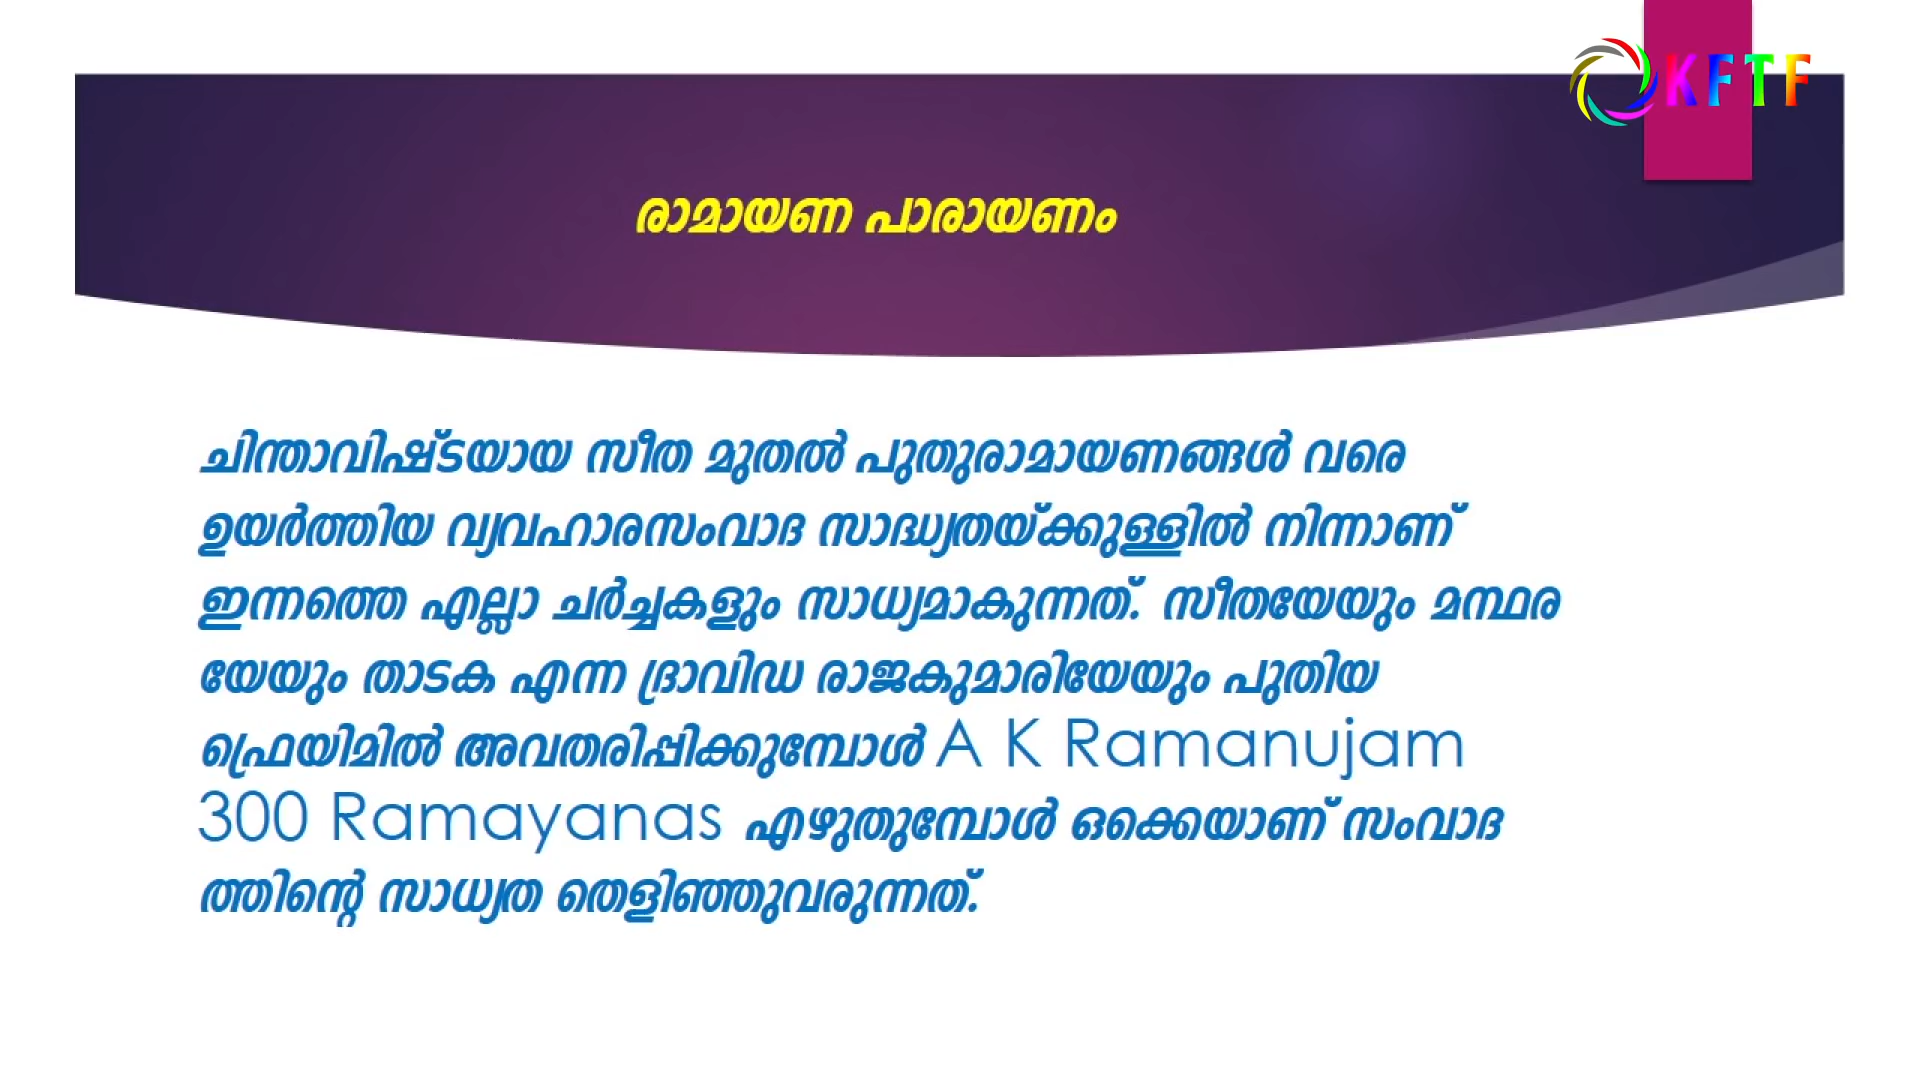 KFTF
രാമായണ പാരായണം
ചിന്താവിഷ്ടയായ സീത മുതൽ പുതുരാമായണങ്ങൾ വരെ
ഉയർത്തിയ വ്യവഹാരസംവാദ സാദ്ധ്യതയ്ക്കുള്ളിൽ നിന്നാണ്
ഇന്നത്തെ എല്ലാ ചർച്ചകളും സാധ്യമാകുന്നത്. സീതയേയും മന്ഥര
യേയും താടക എന്ന ദ്രാവിഡ രാജകുമാരിയേയും പുതിയ
ഫ്രെയിമിൽ അവതരിപ്പിക്കുമ്പോൾ A K Ramanujam
300 Ramayanas എഴുതുമ്പോൾ ഒക്കെയാണ് സംവാദ
ത്തിന്റെ സാധ്യത തെളിഞ്ഞുവരുന്നത്.